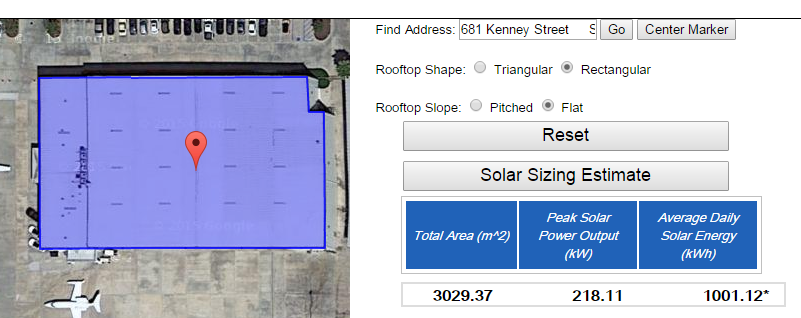 Find Address: 681 Kenney Street S Go Center Marker
Rooftop Shape: Triangular Rectangular
Rooftop Slope: Pitched Flat
Reset
Solar Sizing Estimate
Total Area (m^2)
Peak Solar
Power Output
(kW)
Average Daily
Solar Energy
(kWh)
3029.37 218.11 1001.12*